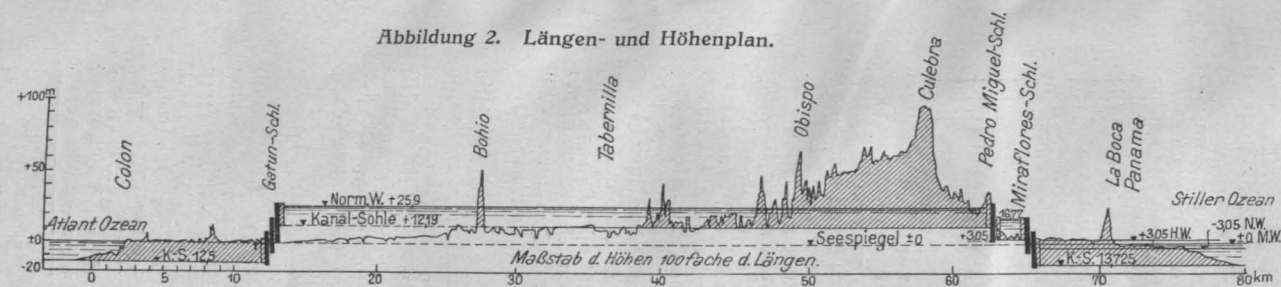 Abbildung 2. Längen- und Höhenplan.
+100m
+50
±0
-20
Colon
Gatun-Schl.
Bohio
Tabernilla
Obispo
Culebra
Pedro Miguel-Schl.
Miraflores-Schl.
La Boca
Panama
Stiller Ozean
Atlant. Ozean
Norm.W. +25,9
Kanal-Sohle +12,19
Seespiegel ±0
+3,05
16,77
+3,05 H.W.
-3,05 N.W.
±0 M.W.
K.-S. 12,5
K.-S. 13,725
Maßstab d. Höhen 100fache d. Längen.
0 10 20 30 40 50 60 70 80 km